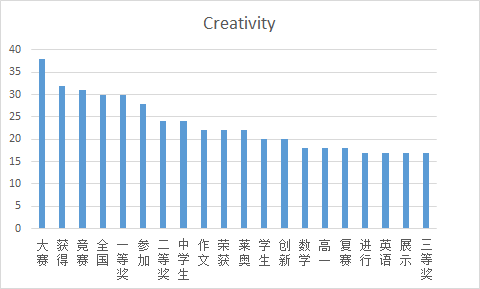 Creativity
40
35
30
25
20
15
10
5
0
大赛
获得
竞赛
全国
一等奖
参加
二等奖
中学生
作文
荣获
莱奥
学生
创新
数学
高一
复赛
进行
英语
展示
三等奖